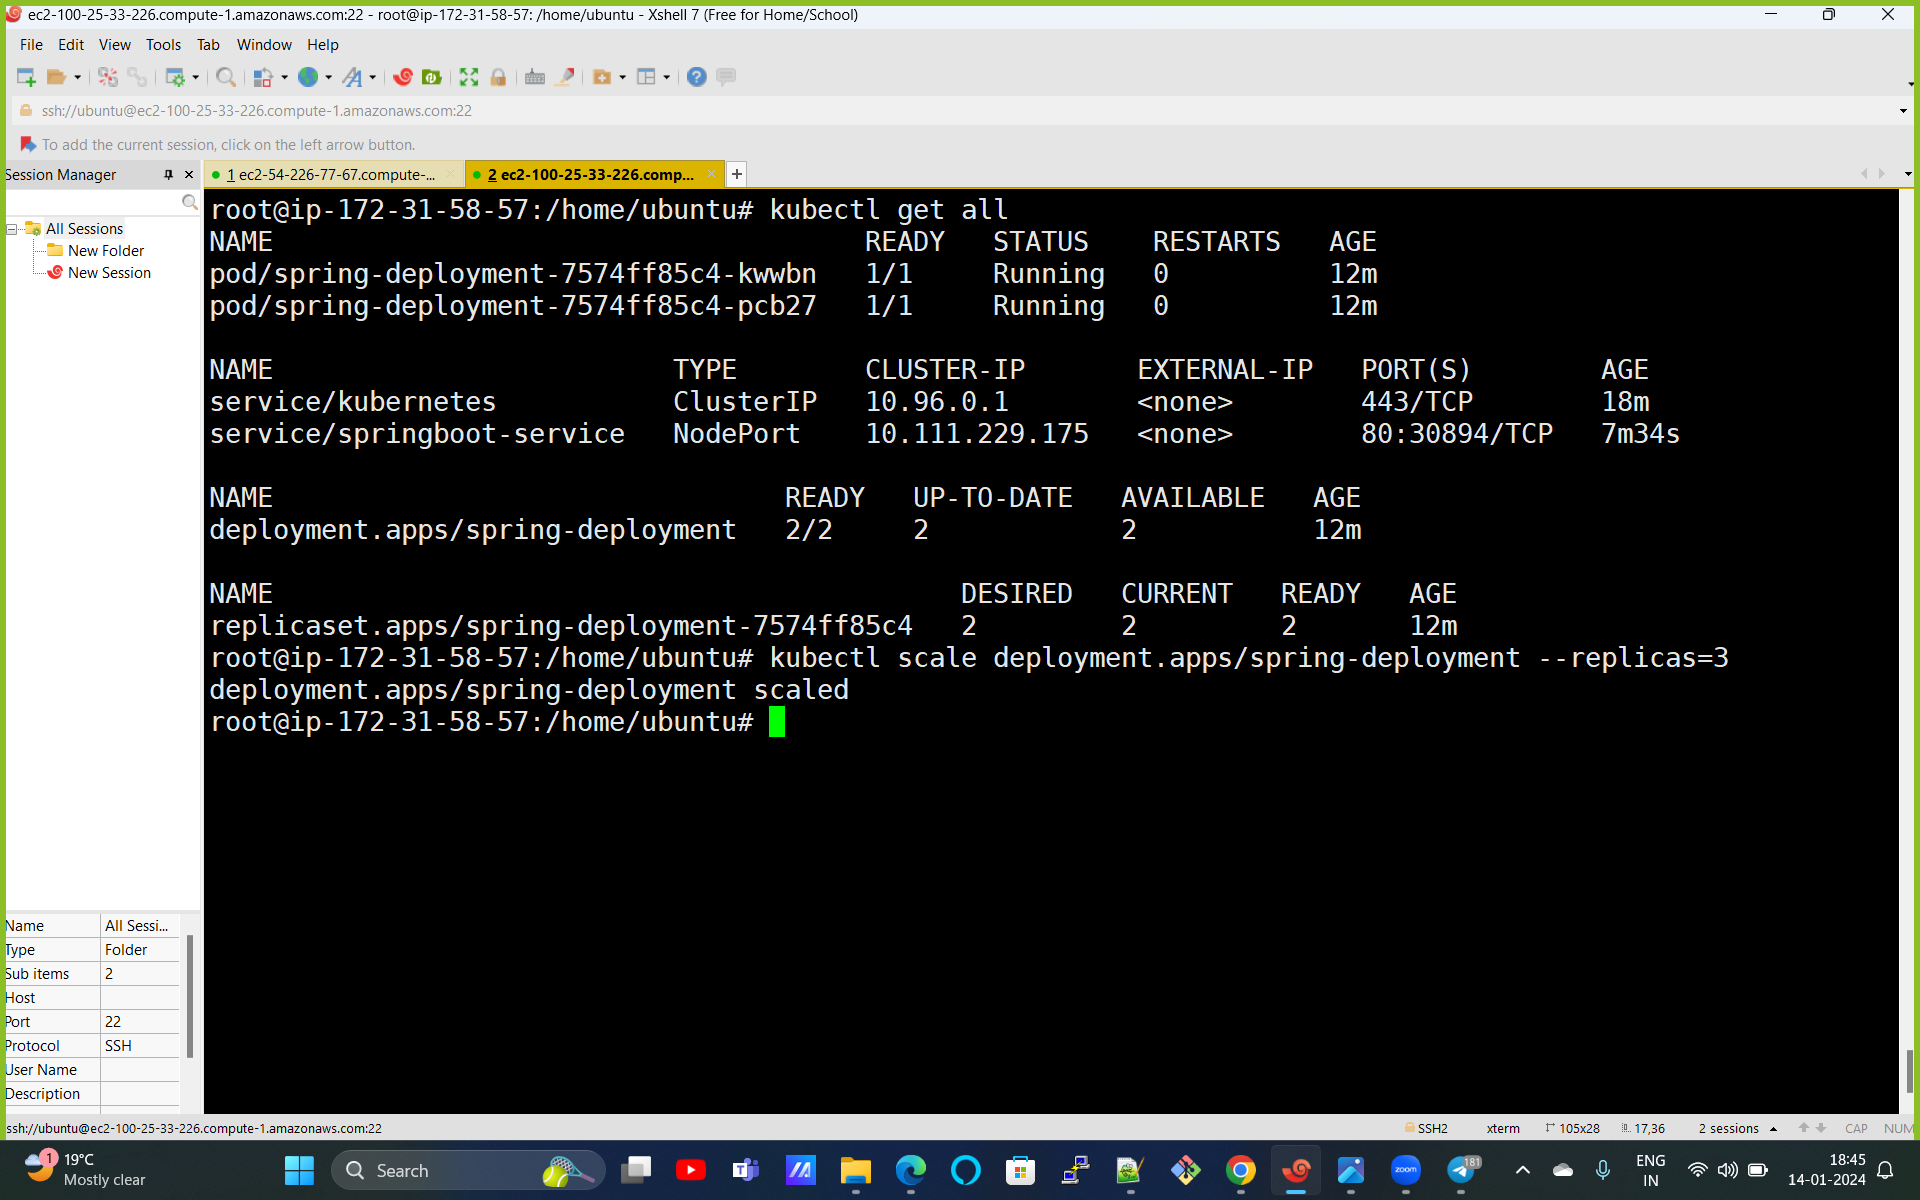 ec2-100-25-33-226.compute-1.amazonaws.com:22 - root@ip-172-31-58-57: /home/ubuntu - Xshell 7 (Free for Home/School)
File Edit View Tools Tab Window Help
ssh://ubuntu@ec2-100-25-33-226.compute-1.amazonaws.com:22
To add the current session, click on the left arrow button.
Session Manager
1 ec2-54-226-77-67.compute-...
2 ec2-100-25-33-226.comp...
All Sessions
New Folder
New Session
root@ip-172-31-58-57:/home/ubuntu# kubectl get all
NAME READY STATUS RESTARTS AGE
pod/spring-deployment-7574ff85c4-kwwbn 1/1 Running 0 12m
pod/spring-deployment-7574ff85c4-pcb27 1/1 Running 0 12m
NAME TYPE CLUSTER-IP EXTERNAL-IP PORT(S) AGE
service/kubernetes ClusterIP 10.96.0.1 <none> 443/TCP 18m
service/springboot-service NodePort 10.111.229.175 <none> 80:30894/TCP 7m34s
NAME READY UP-TO-DATE AVAILABLE AGE
deployment.apps/spring-deployment 2/2 2 2 12m
NAME DESIRED CURRENT READY AGE
replicaset.apps/spring-deployment-7574ff85c4 2 2 2 12m
root@ip-172-31-58-57:/home/ubuntu# kubectl scale deployment.apps/spring-deployment --replicas=3
deployment.apps/spring-deployment scaled
root@ip-172-31-58-57:/home/ubuntu#
Name All Sessi...
Type Folder
Sub items 2
Host
Port 22
Protocol SSH
User Name
Description
ssh://ubuntu@ec2-100-25-33-226.compute-1.amazonaws.com:22
SSH2 xterm 105x28 17,36 2 sessions CAP NUM
1
19°C
Mostly clear
Search
zoom
181
ENG
IN
18:45
14-01-2024